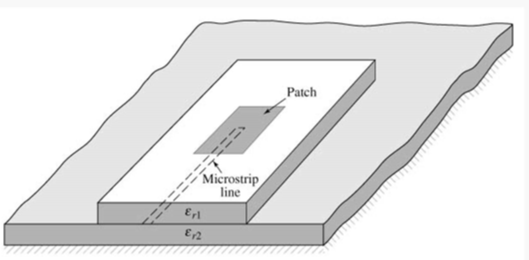 Patch
Microstrip
line
εr1
εr2